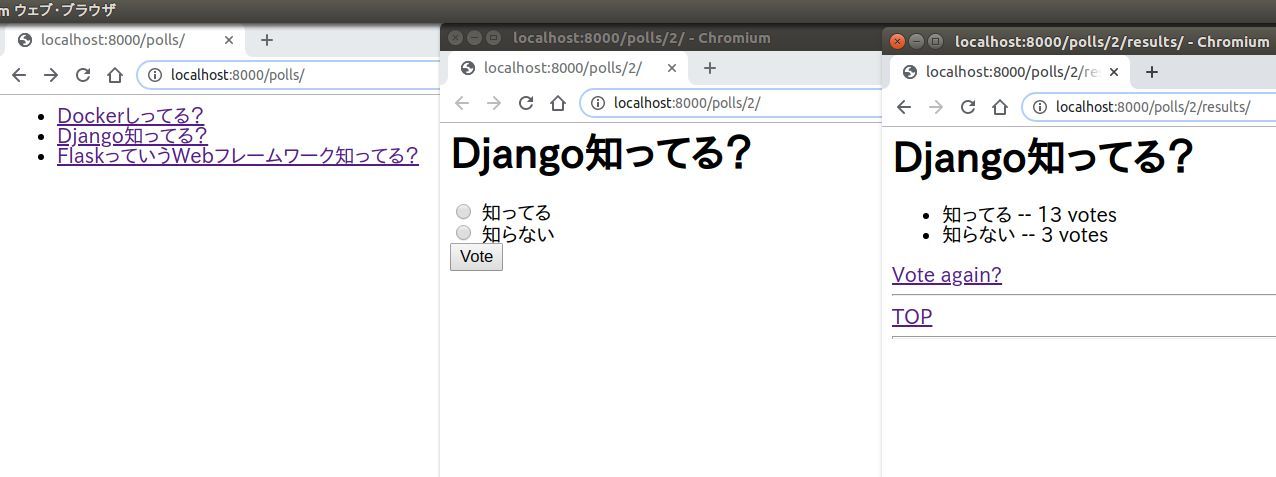 m ウェブ・ブラウザ
localhost:8000/polls/
localhost:8000/polls/
Dockerしってる？
Django知ってる？
FlaskっていうWebフレームワーク知ってる？
localhost:8000/polls/2/ - Chromium
localhost:8000/polls/2/
localhost:8000/polls/2/
Django知ってる？
知ってる
知らない
Vote
localhost:8000/polls/2/results/ - Chromium
localhost:8000/polls/2/re
localhost:8000/polls/2/results/
Django知ってる？
知ってる -- 13 votes
知らない -- 3 votes
Vote again?
TOP